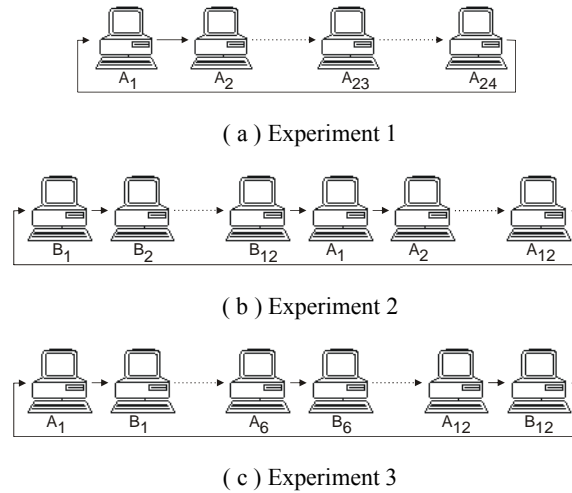 A1 A2 A23 A24
( a ) Experiment 1
B1 B2 B12 A1 A2 A12
( b ) Experiment 2
A1 B1 A6 B6 A12 B12
( c ) Experiment 3